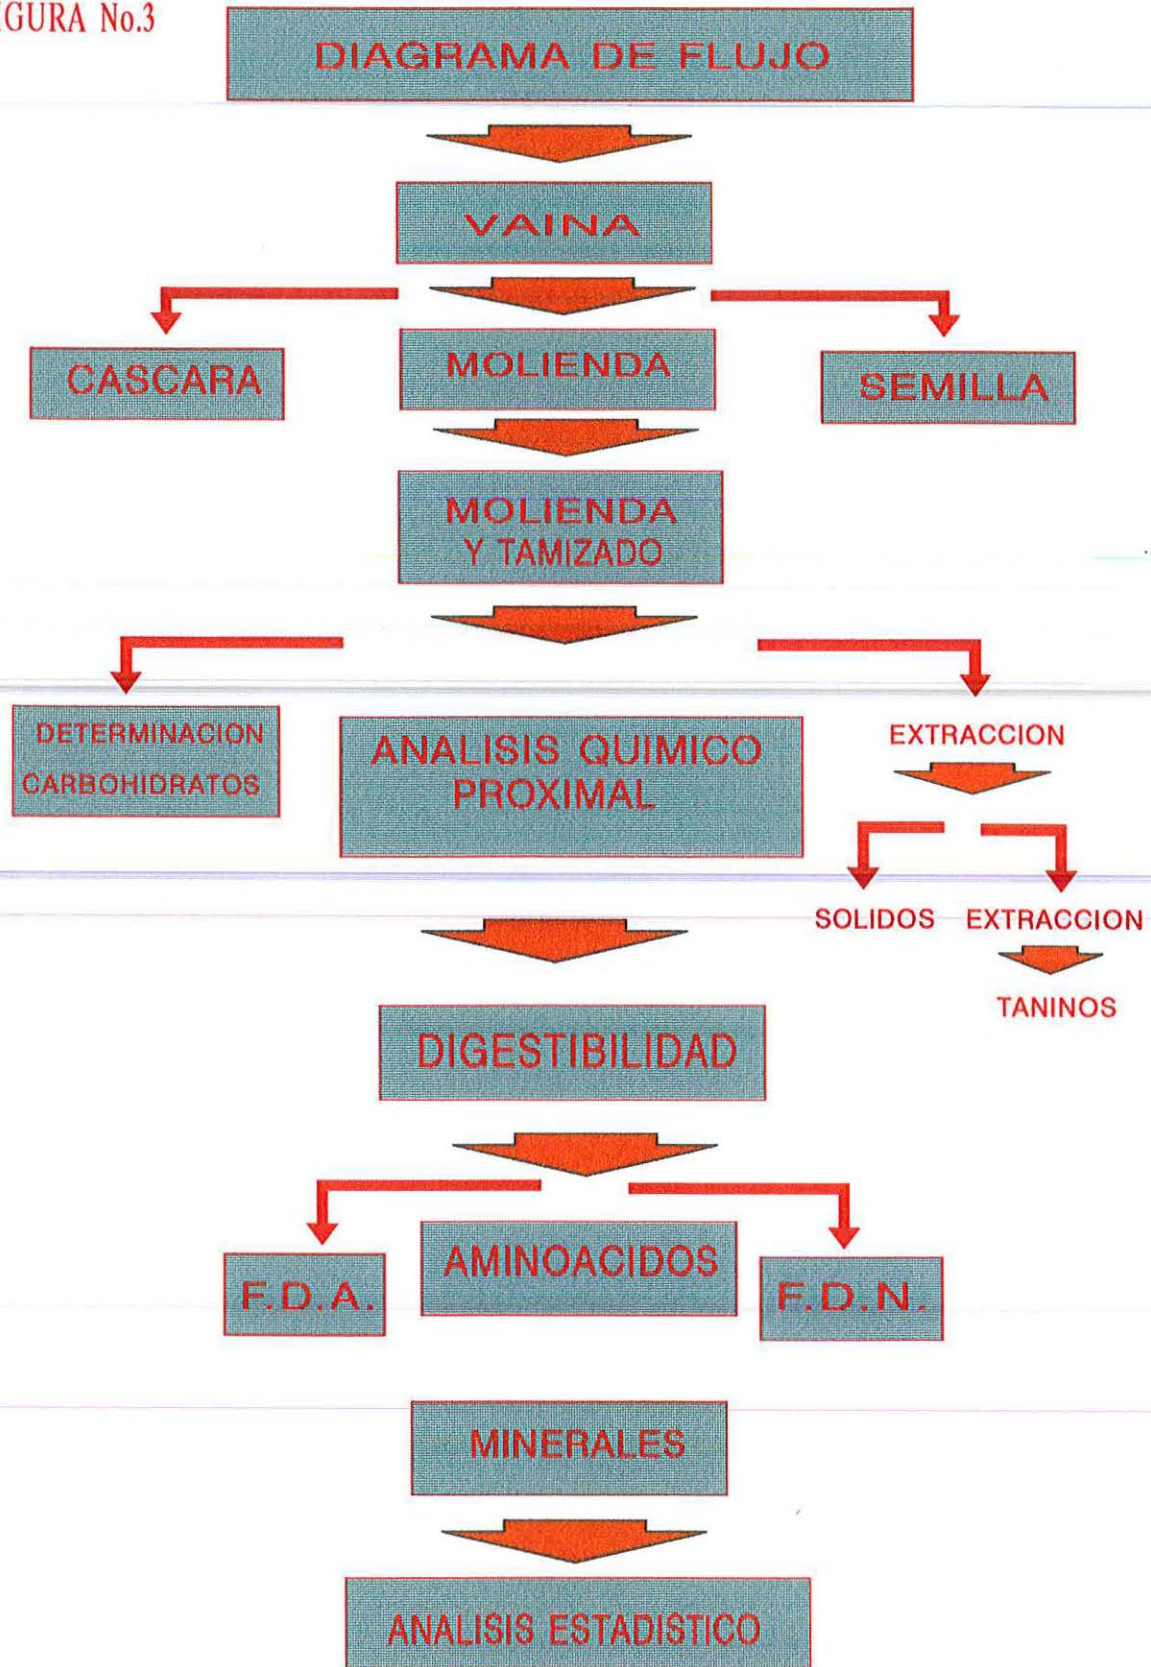 IGURA No.3
DIAGRAMA DE FLUJO
VAINA
CASCARA
MOLIENDA
SEMILLA
MOLIENDA
Y TAMIZADO
DETERMINACION
CARBOHIDRATOS
ANALISIS QUIMICO
PROXIMAL
EXTRACCION
SOLIDOS
EXTRACCION
TANINOS
DIGESTIBILIDAD
F.D.A.
AMINOACIDOS
F.D.N.
MINERALES
ANALISIS ESTADISTICO